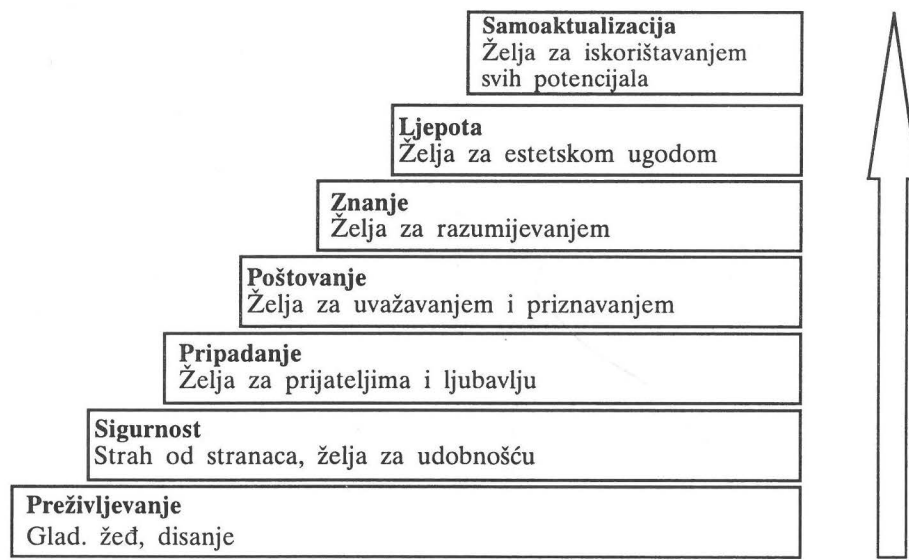 Samoaktualizacija
Želja za iskorištavanjem
svih potencijala
Ljepota
Želja za estetskom ugodom
Znanje
Želja za razumijevanjem
Poštovanje
Želja za uvažavanjem i priznavanjem
Pripadanje
Želja za prijateljima i ljubavlju
Sigurnost
Strah od stranaca, želja za udobnošću
Preživljevanje
Glad. žeđ, disanje